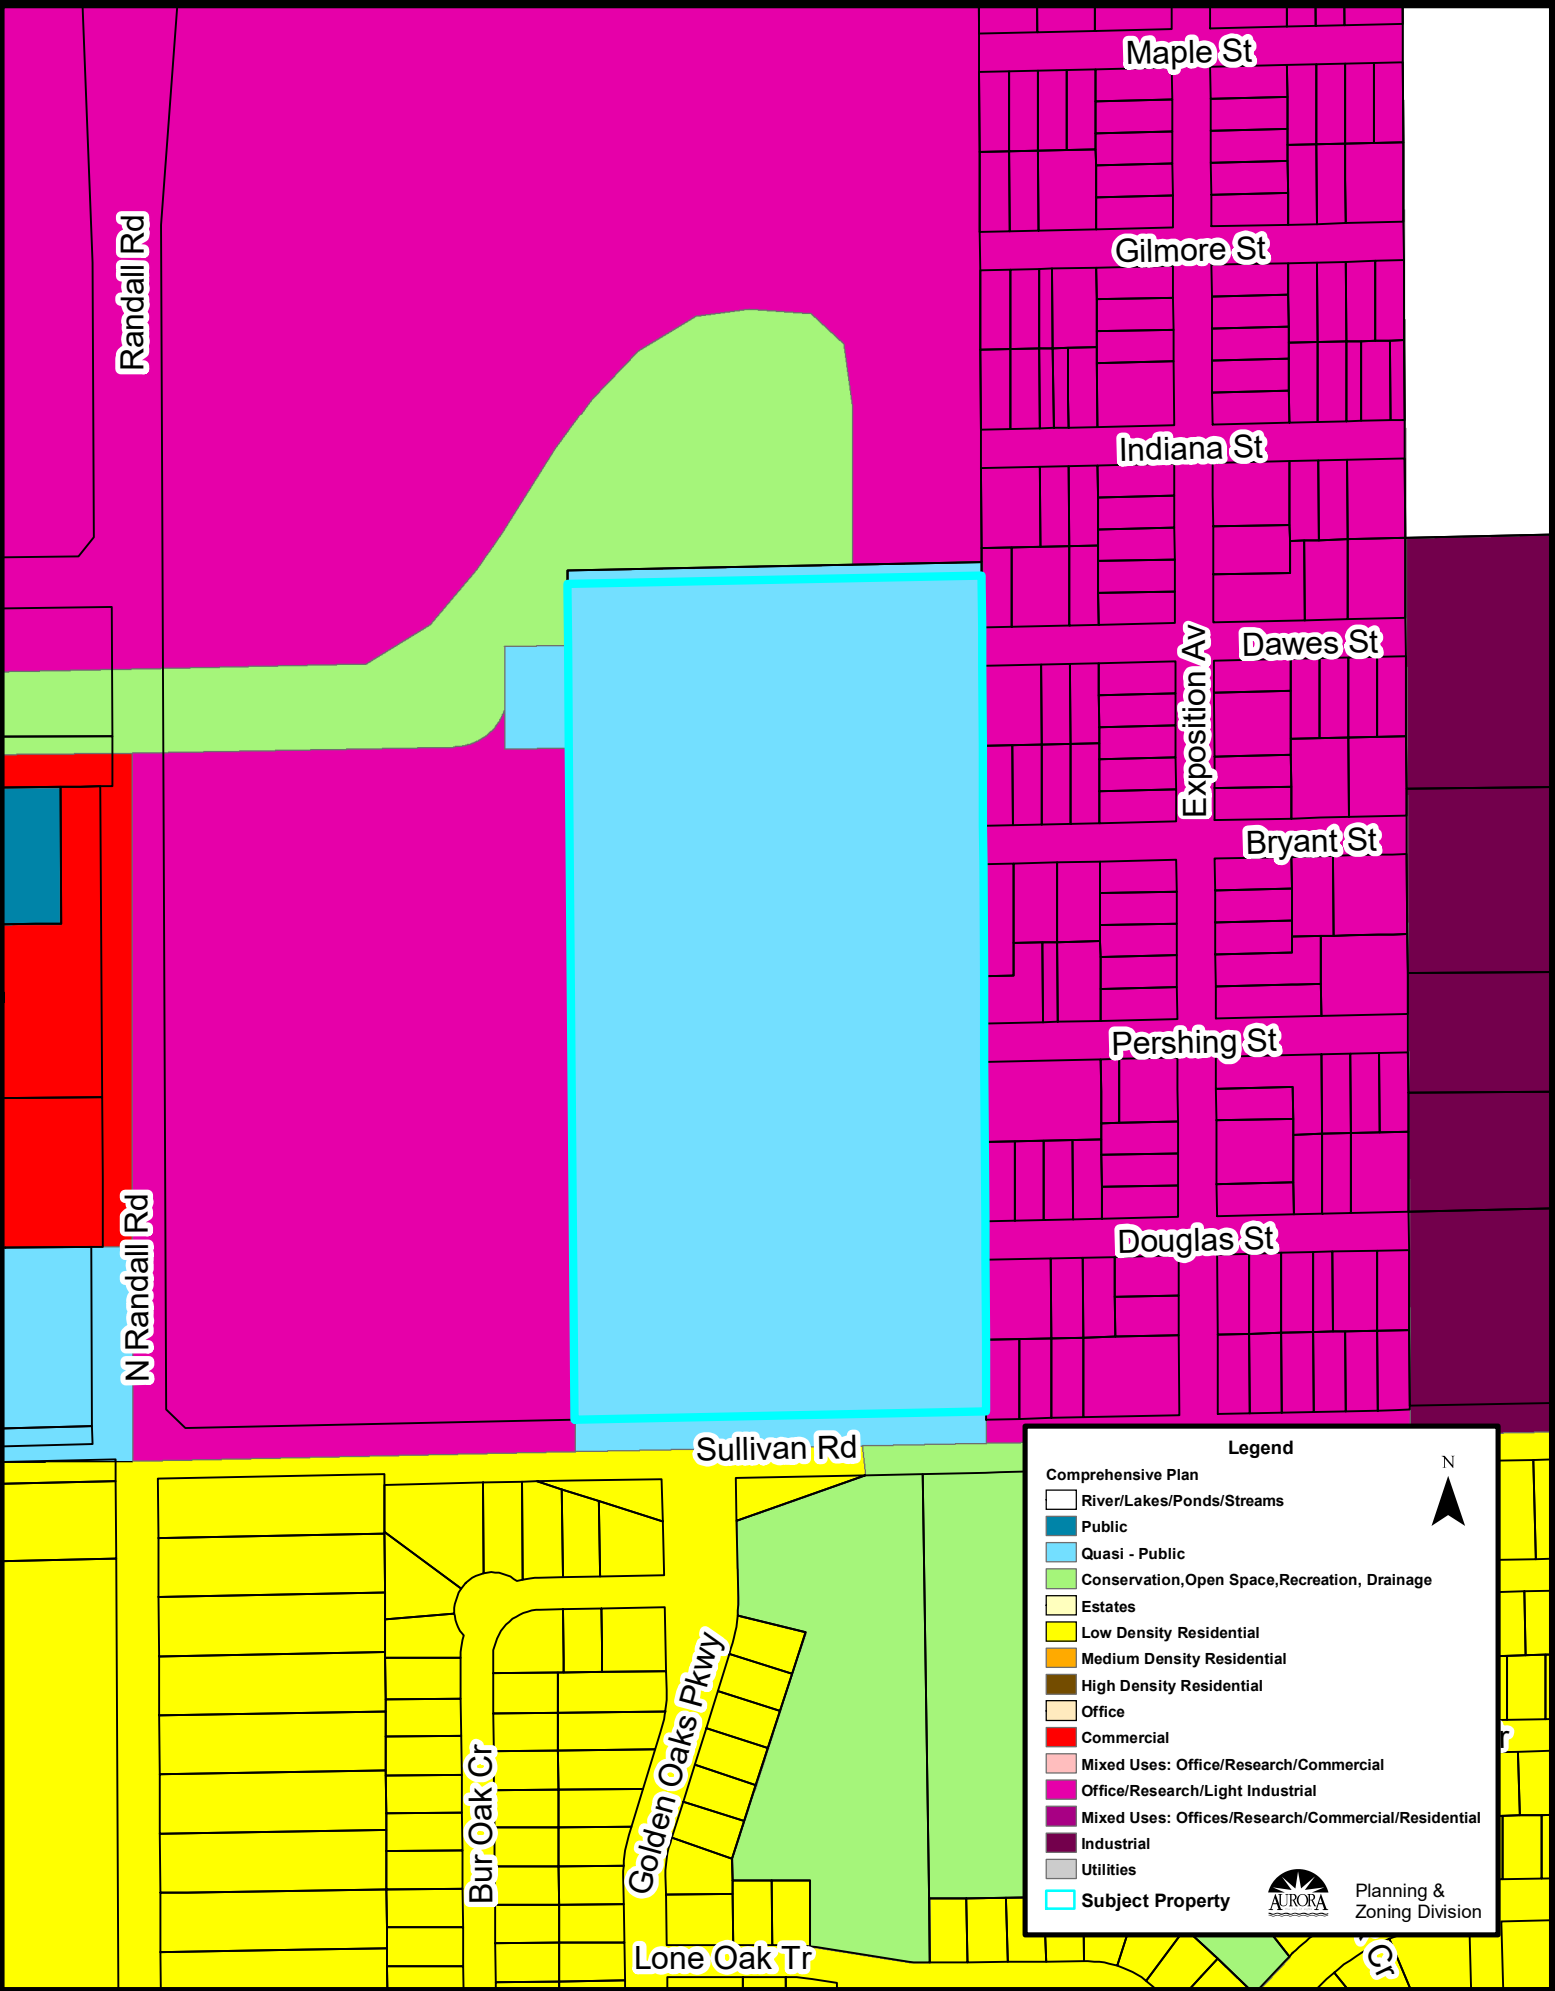 Maple St
Gilmore St
Randall Rd
Indiana St
Dawes St
Exposition Av
Bryant St
Pershing St
N Randall Rd
Douglas St
Sullivan Rd
Golden Oaks Pkwy
Bur Oak Cr
Lone Oak Tr
Cr
Legend
N
Comprehensive Plan
River/Lakes/Ponds/Streams
Public
Quasi - Public
Conservation,Open Space,Recreation, Drainage
Estates
Low Density Residential
Medium Density Residential
High Density Residential
Office
Commercial
Mixed Uses: Office/Research/Commercial
Office/Research/Light Industrial
Mixed Uses: Offices/Research/Commercial/Residential
Industrial
Utilities
Subject Property
AURORA
Planning &
Zoning Division